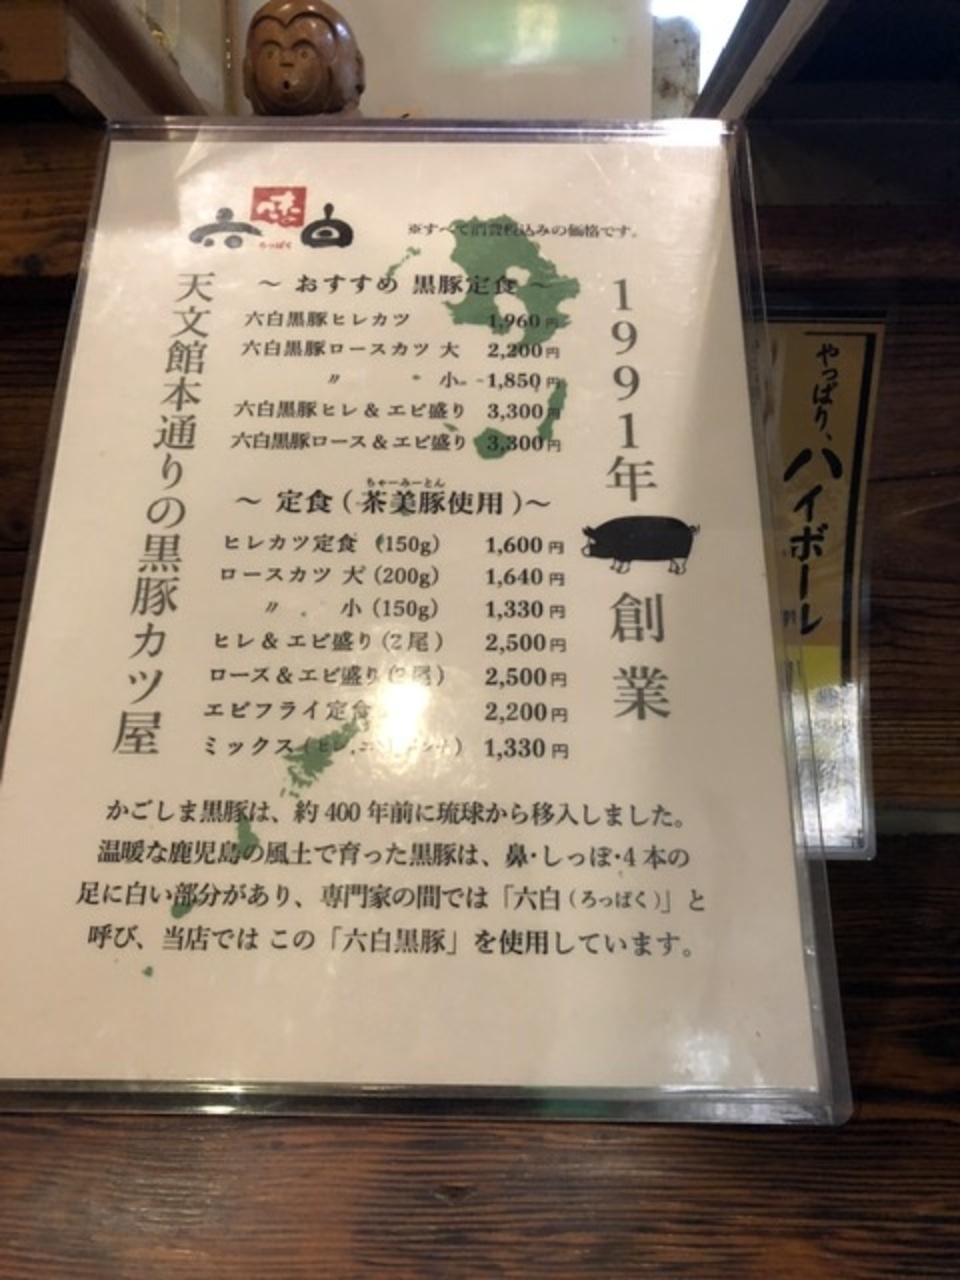 味
六白
ろっぱく
※すべて消費税込みの価格です。
天文館本通りの黒豚カツ屋
1991年
創業
〜 おすすめ 黒豚定食 〜
六白黒豚ヒレカツ 1,960円
六白黒豚ロースカツ 大 2,200円
〃 小 1,850円
六白黒豚ヒレ&エビ盛り 3,300円
六白黒豚ロース&エビ盛り 3,300円
ちゃーみーとん
〜 定食(茶美豚使用)〜
ヒレカツ定食 (150g) 1,600円
ロースカツ 大 (200g) 1,640円
〃 小 (150g) 1,330円
ヒレ&エビ盛り(2尾) 2,500円
ロース&エビ盛り(2尾) 2,500円
エビフライ定食 2,200円
ミックス(ヒレ, 1,330円
かごしま黒豚は、約400年前に琉球から移入しました。
温暖な鹿児島の風土で育った黒豚は、鼻・しっぽ・4本の
足に白い部分があり、専門家の間では「六白(ろっぱく)」と
呼び、当店では この「六白黒豚」を使用しています。
やっぱり、
ハイボール